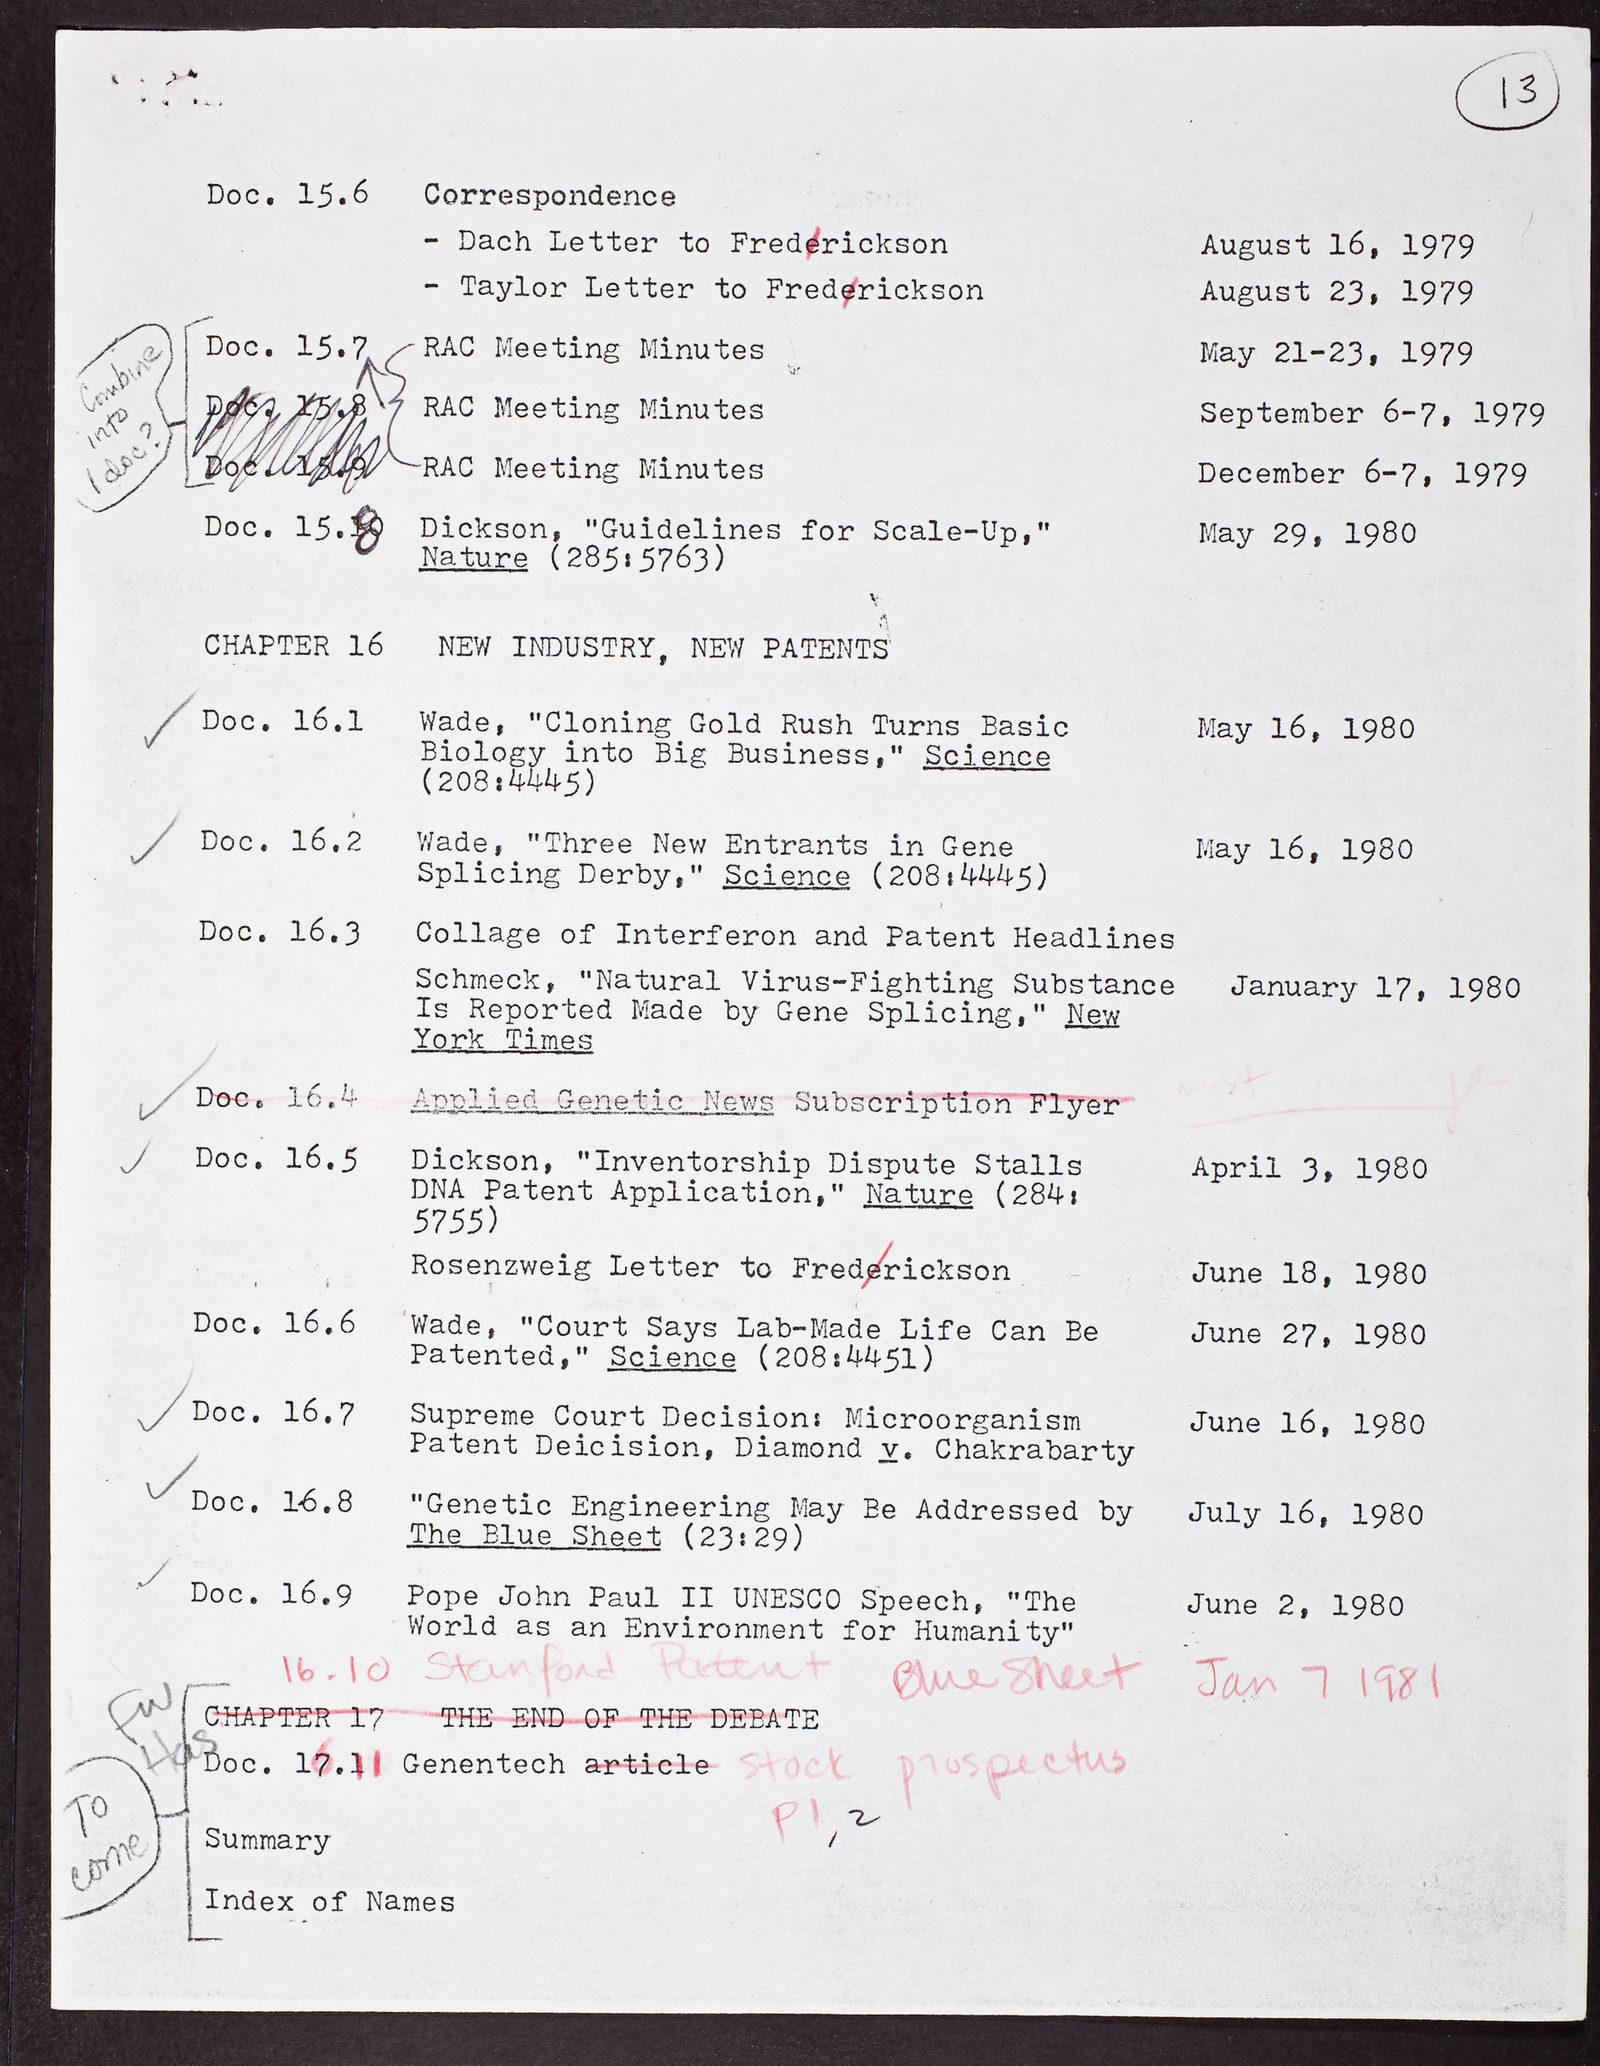 13
Doc. 15.6 Correspondence
- Dach Letter to Frederickson August 16, 1979
- Taylor Letter to Frederickson August 23, 1979
Combine into 1 doc?
Doc. 15.7 RAC Meeting Minutes May 21-23, 1979
Doc. 15.8 RAC Meeting Minutes September 6-7, 1979
Doc. 15.9 RAC Meeting Minutes December 6-7, 1979
Doc. 15.8 Dickson, "Guidelines for Scale-Up," May 29, 1980
Nature (285:5763)
CHAPTER 16 NEW INDUSTRY, NEW PATENTS
Doc. 16.1 Wade, "Cloning Gold Rush Turns Basic May 16, 1980
Biology into Big Business," Science
(208:4445)
Doc. 16.2 Wade, "Three New Entrants in Gene May 16, 1980
Splicing Derby," Science (208:4445)
Doc. 16.3 Collage of Interferon and Patent Headlines
Schmeck, "Natural Virus-Fighting Substance January 17, 1980
Is Reported Made by Gene Splicing," New
York Times
Doc. 16.4 Applied Genetic News Subscription Flyer
Doc. 16.5 Dickson, "Inventorship Dispute Stalls April 3, 1980
DNA Patent Application," Nature (284:
5755)
Rosenzweig Letter to Frederickson June 18, 1980
Doc. 16.6 Wade, "Court Says Lab-Made Life Can Be June 27, 1980
Patented," Science (208:4451)
Doc. 16.7 Supreme Court Decision: Microorganism June 16, 1980
Patent Deicision, Diamond v. Chakrabarty
Doc. 16.8 "Genetic Engineering May Be Addressed by July 16, 1980
The Blue Sheet (23:29)
Doc. 16.9 Pope John Paul II UNESCO Speech, "The June 2, 1980
World as an Environment for Humanity"
16.10 Stanford Patent Blue Sheet Jan 7 1981
CHAPTER 17 THE END OF THE DEBATE
Doc. 16.11 Genentech article stock prospectus
P1, 2
To come
Summary
Index of Names